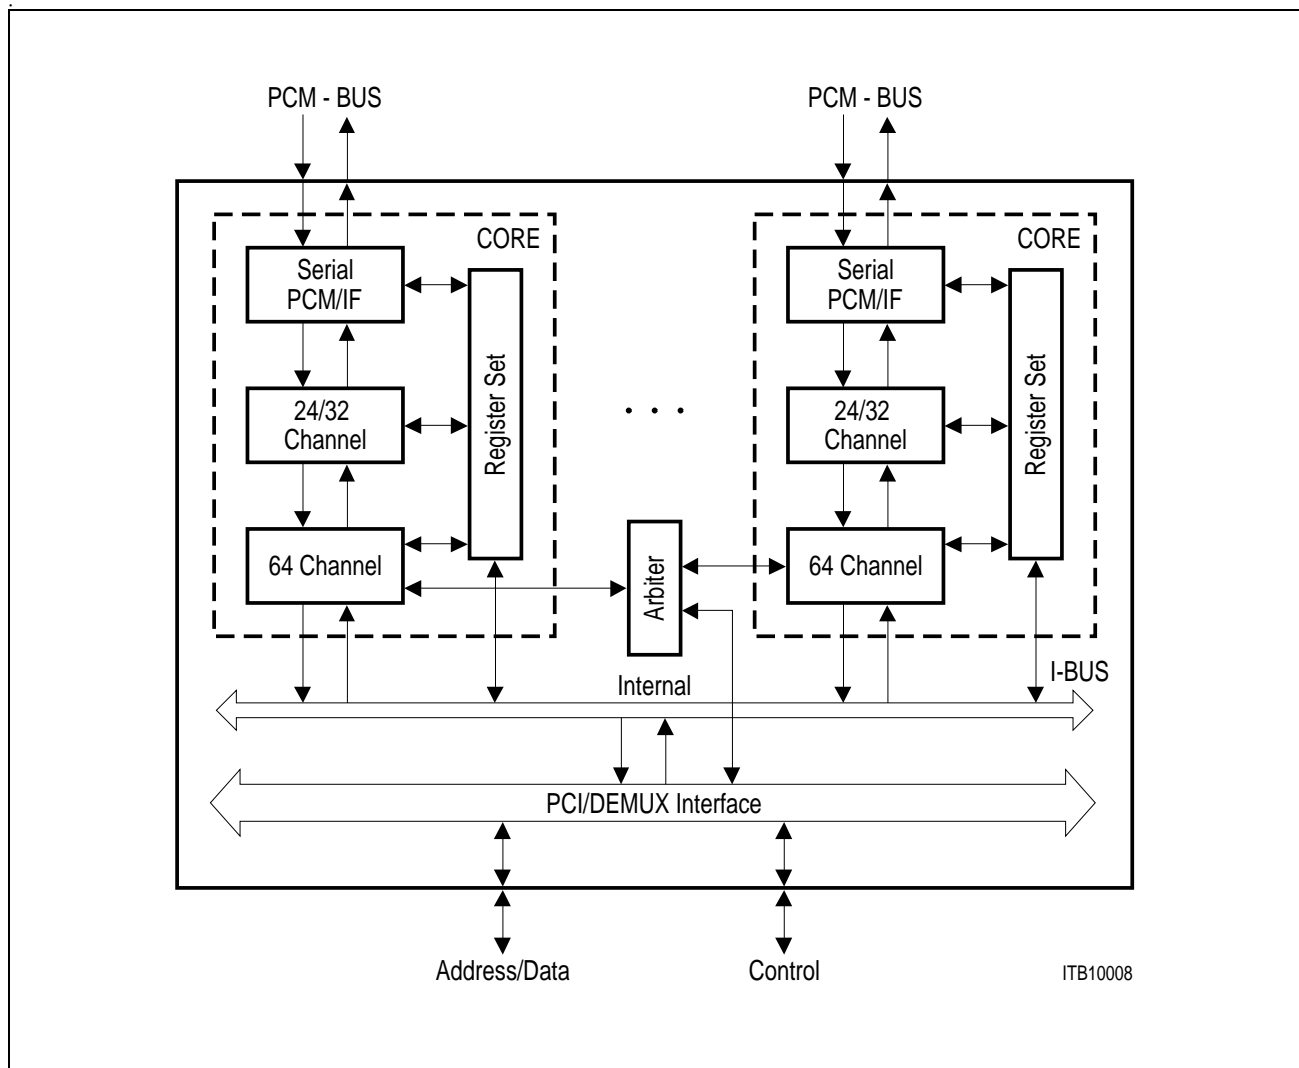 PCM - BUS
PCM - BUS
CORE
Serial
PCM/IF
Register Set
24/32
Channel
64 Channel
. . .
Arbiter
CORE
Serial
PCM/IF
Register Set
24/32
Channel
64 Channel
Internal
I-BUS
PCI/DEMUX Interface
Address/Data
Control
ITB10008